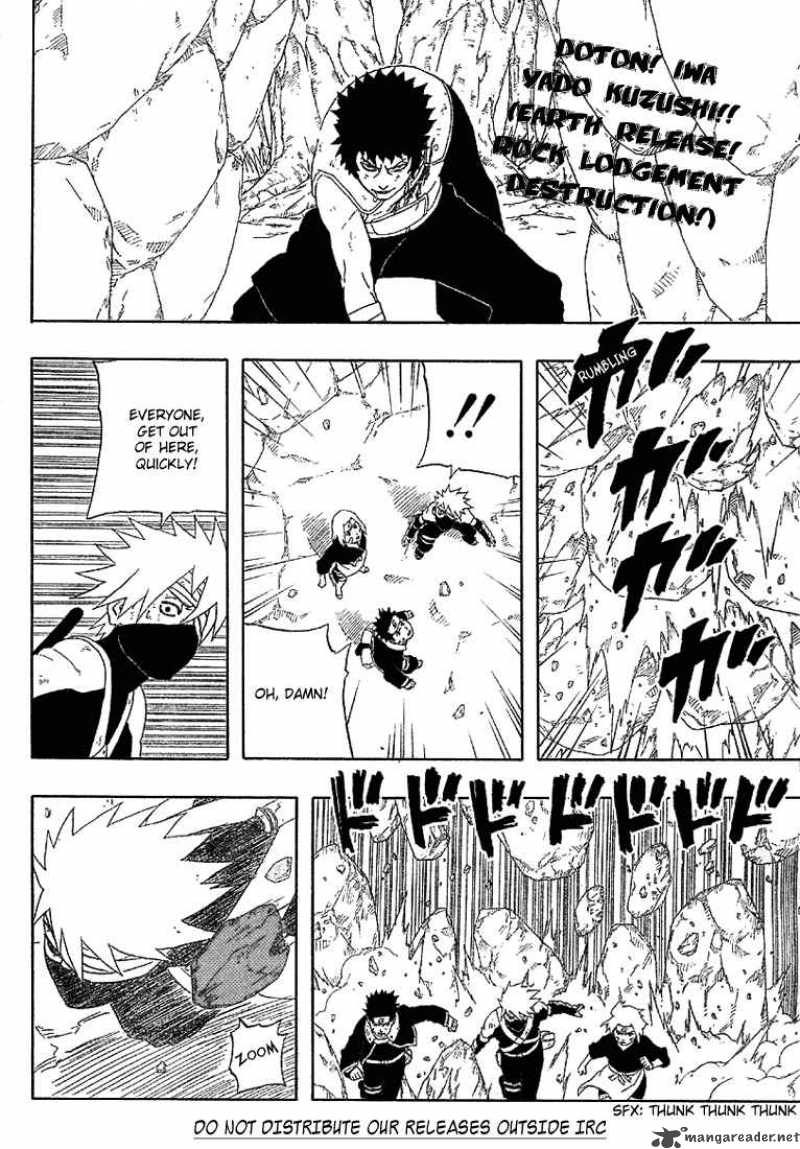 DOTON! IWA
YADO KUZUSHI!!
(EARTH RELEASE!
ROCK LODGEMENT
DESTRUCTION!)
RUMBLING
ガガガガ
!!
OH, DAMN!
EVERYONE,
GET OUT
OF HERE,
QUICKLY!
ドドドドドドド
SFX: THUNK THUNK THUNK
ZOOM
DO NOT DISTRIBUTE OUR RELEASES OUTSIDE IRC
mangareader.net